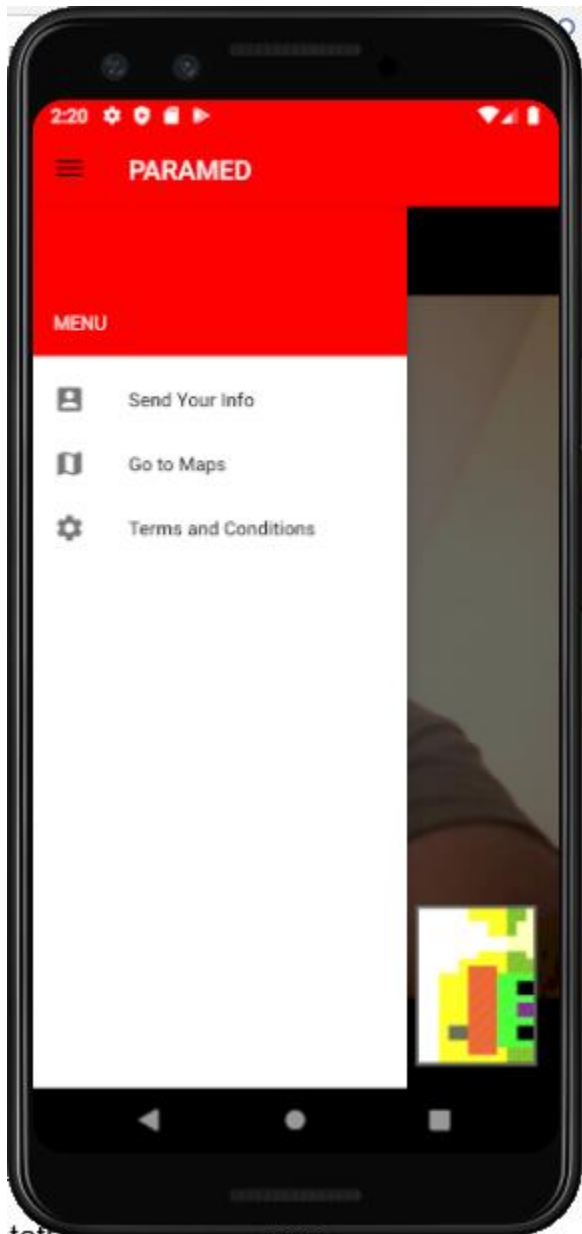 2:20
PARAMED
MENU
Send Your Info
Go to Maps
Terms and Conditions